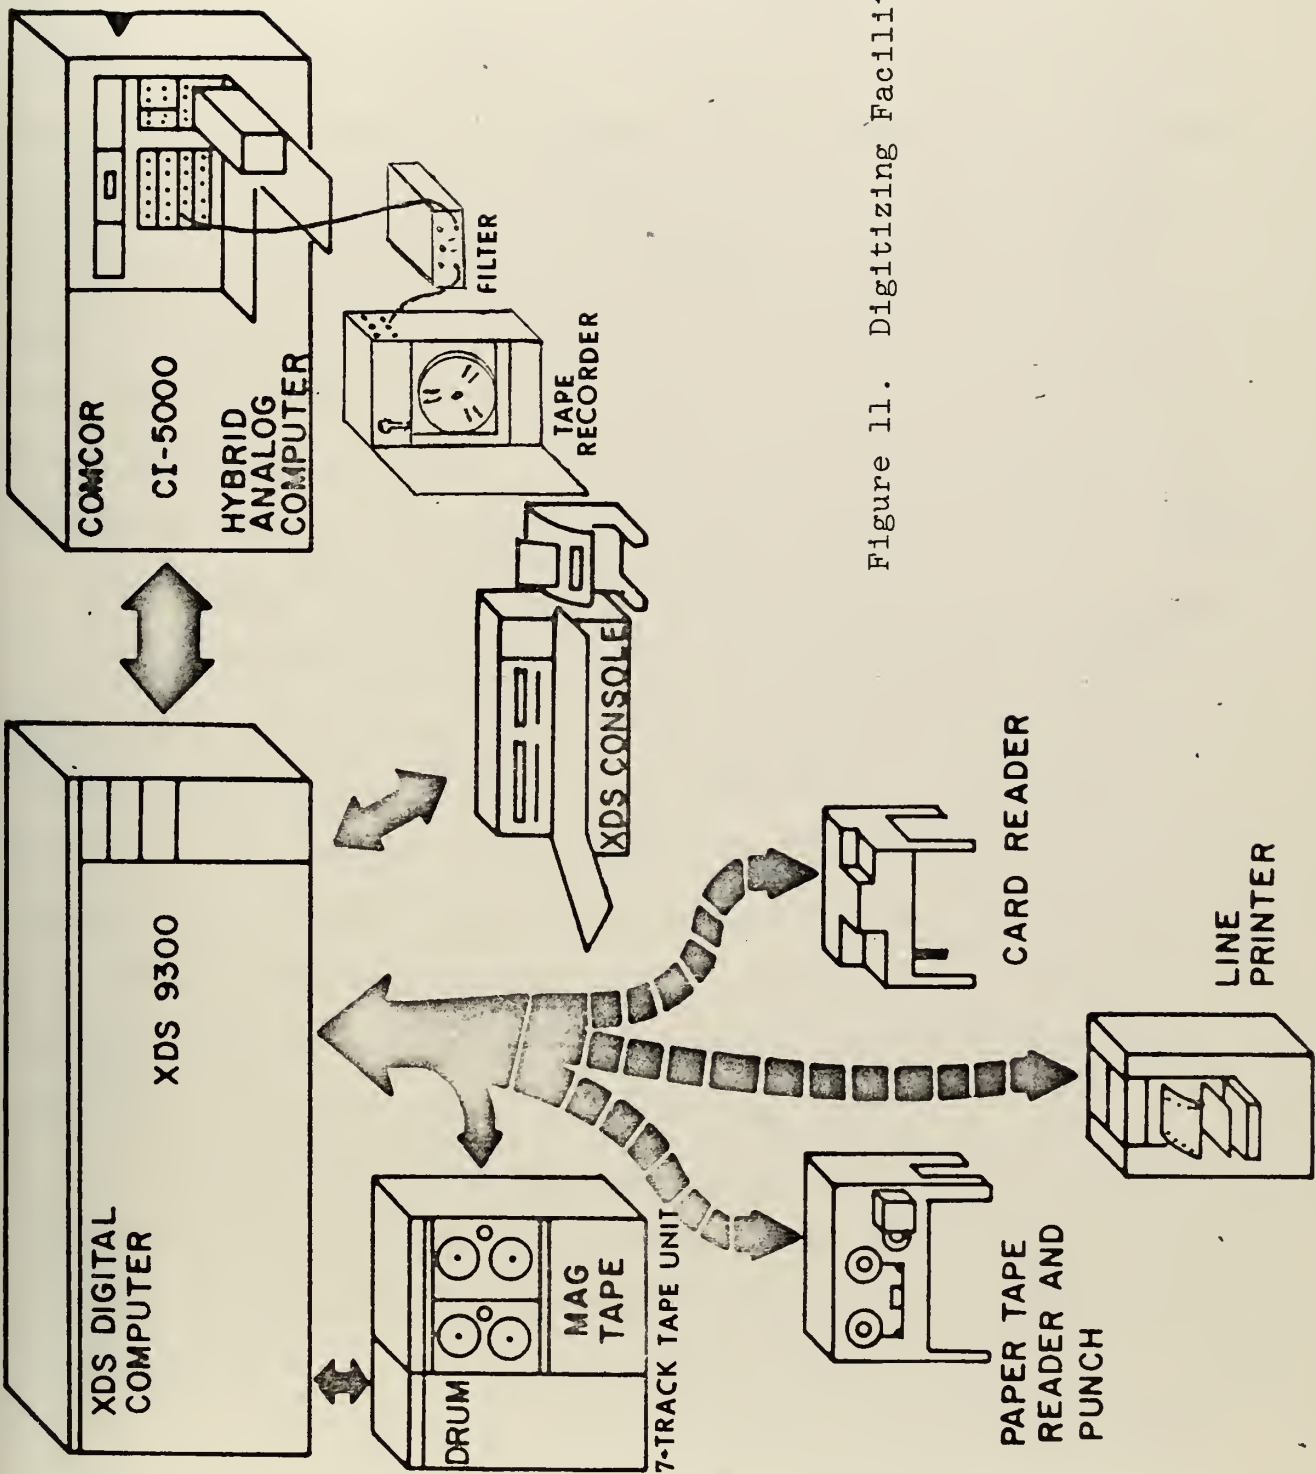 XDS DIGITAL
COMPUTER
XDS 9300
COMCOR
CI-5000
HYBRID
ANALOG
COMPUTER
DRUM
MAG
TAPE
7-TRACK TAPE UNIT
XDS CONSOLE
TAPE
RECORDER
FILTER
PAPER TAPE
READER AND
PUNCH
CARD READER
LINE
PRINTER
Figure 11. Digitizing